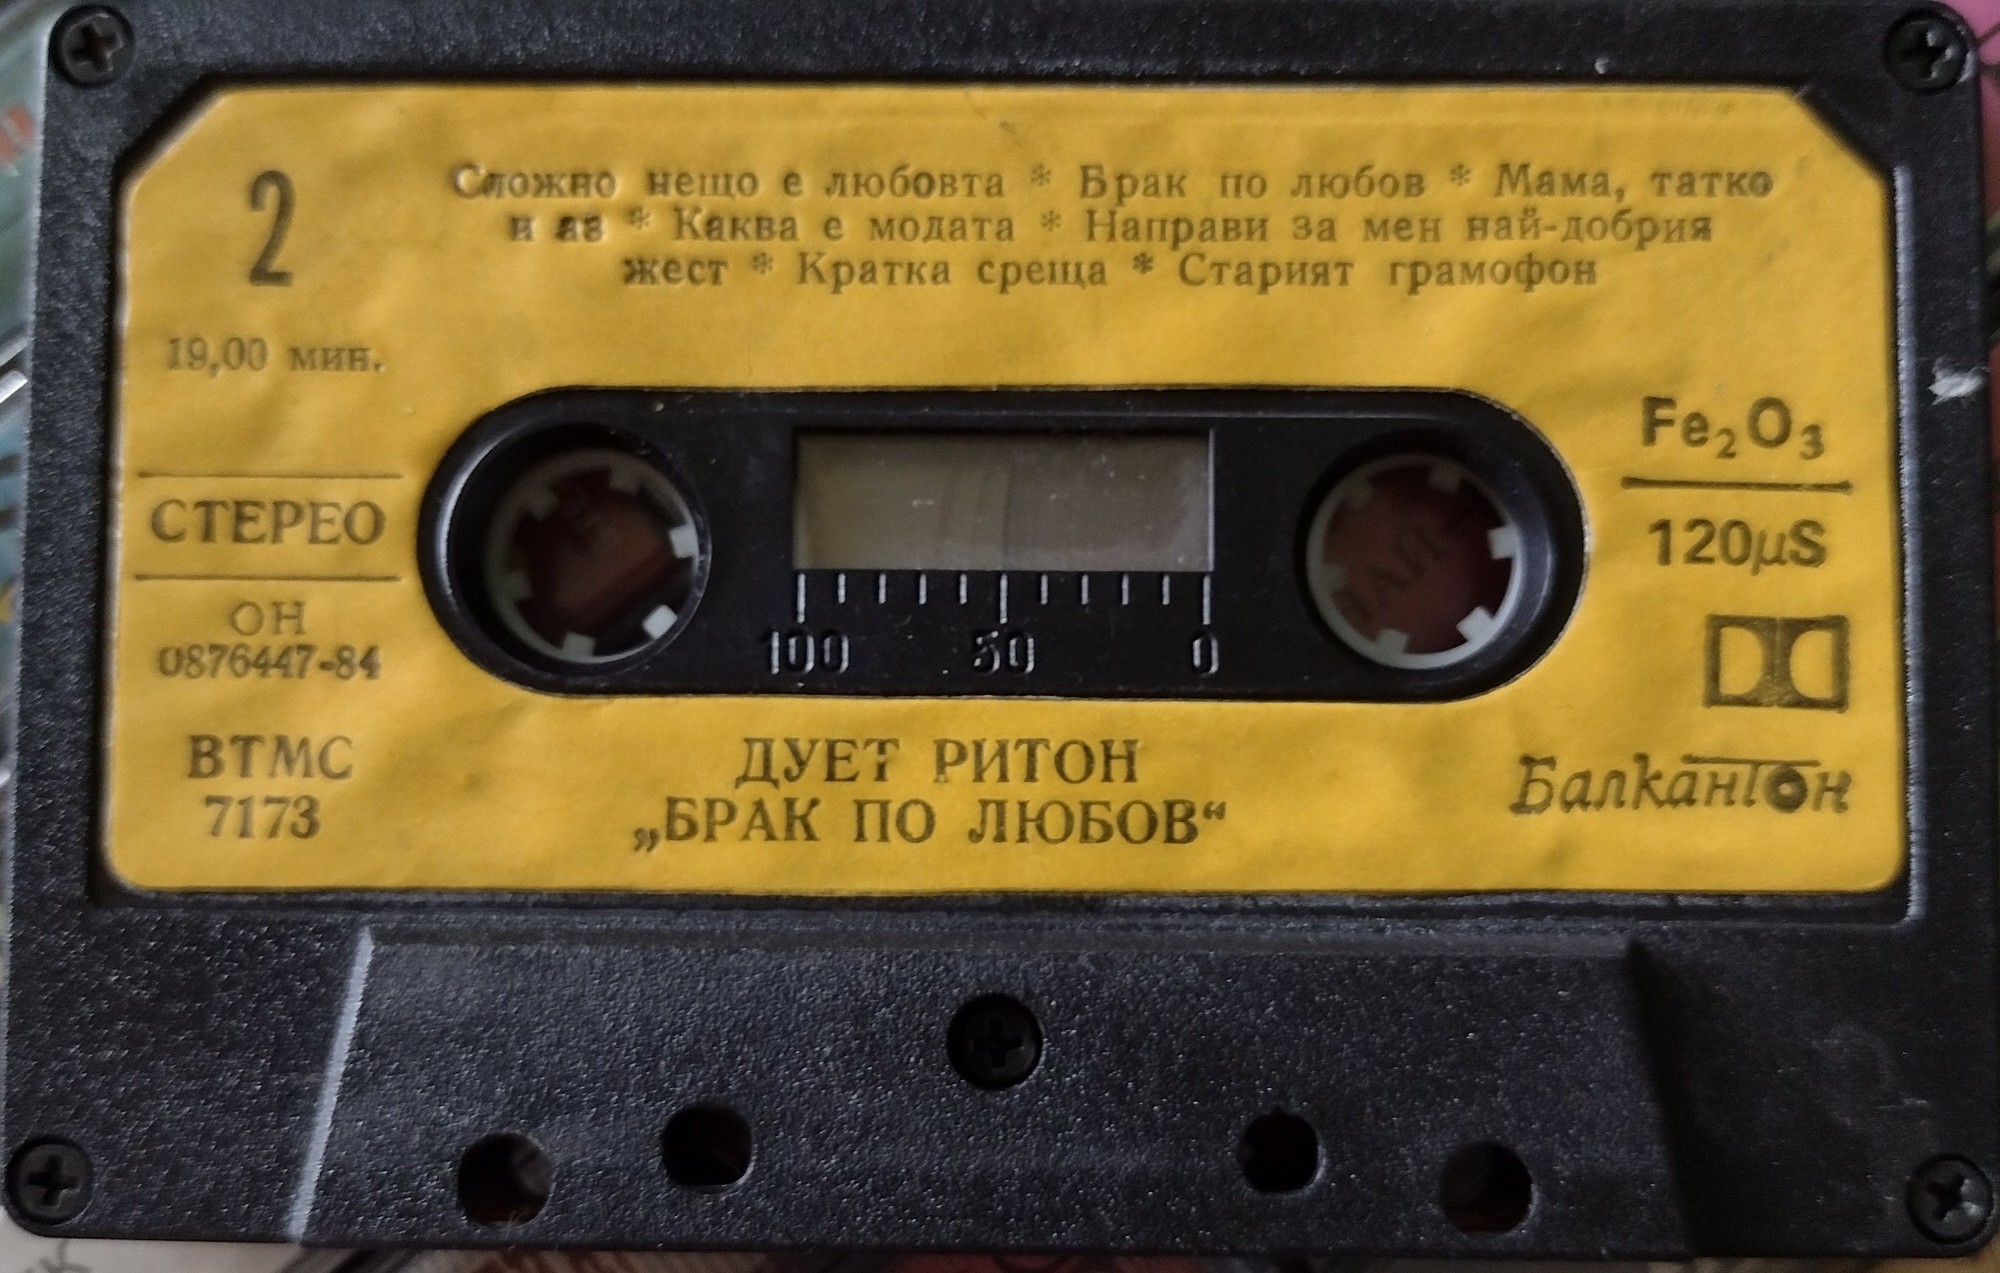 2
Сложно нещо е любовта * Брак по любов * Мама, татко
и аз * Каква е модата * Направи за мен най-добрия
жест * Кратка среща * Старият грамофон
19,00 мин.
СТЕРЕО
ОН
0876447-84
ВТМС
7173
100 50 0
Fe₂O₃
120µS
ДУЕТ РИТОН
„БРАК ПО ЛЮБОВ“
Балкантон